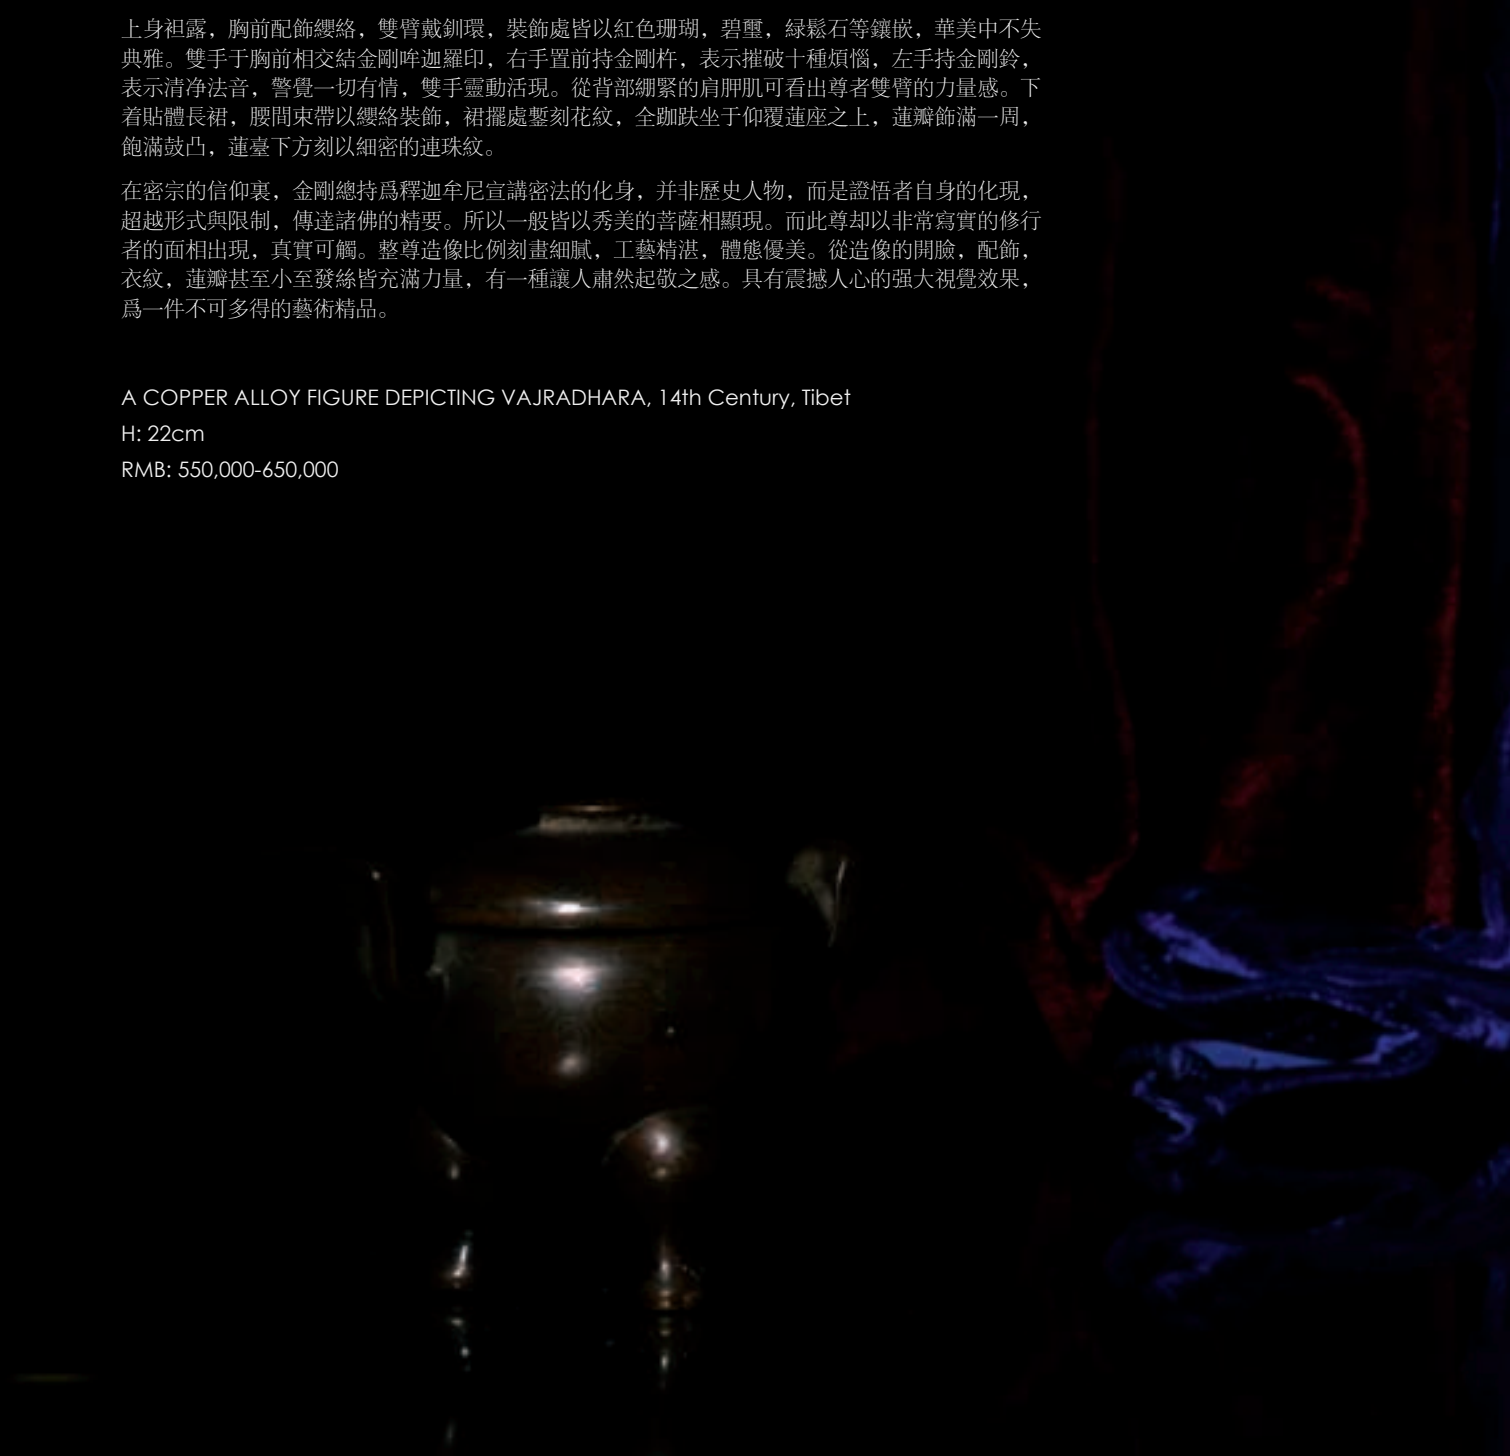 上身袒露，胸前配飾纓絡，雙臂戴釧環，裝飾處皆以紅色珊瑚，碧璽，緑鬆石等鑲嵌，華美中不失
典雅。雙手于胸前相交結金剛哞迦羅印，右手置前持金剛杵，表示摧破十種煩惱，左手持金剛鈴，
表示清净法音，警覺一切有情，雙手靈動活現。從背部綳緊的肩胛肌可看出尊者雙臂的力量感。下
着貼體長裙，腰間束帶以纓絡裝飾，裙擺處鏨刻花紋，全跏趺坐于仰覆蓮座之上，蓮瓣飾滿一周，
飽滿鼓凸，蓮臺下方刻以細密的連珠紋。
在密宗的信仰裏，金剛總持爲釋迦牟尼宣講密法的化身，并非歷史人物，而是證悟者自身的化現，
超越形式與限制，傳達諸佛的精要。所以一般皆以秀美的菩薩相顯現。而此尊却以非常寫實的修行
者的面相出現，真實可觸。整尊造像比例刻畫細膩，工藝精湛，體態優美。從造像的開臉，配飾，
衣紋，蓮瓣甚至小至發絲皆充滿力量，有一種讓人肅然起敬之感。具有震撼人心的强大視覺效果，
爲一件不可多得的藝術精品。
A COPPER ALLOY FIGURE DEPICTING VAJRADHARA, 14th Century, Tibet
H: 22cm
RMB: 550,000-650,000